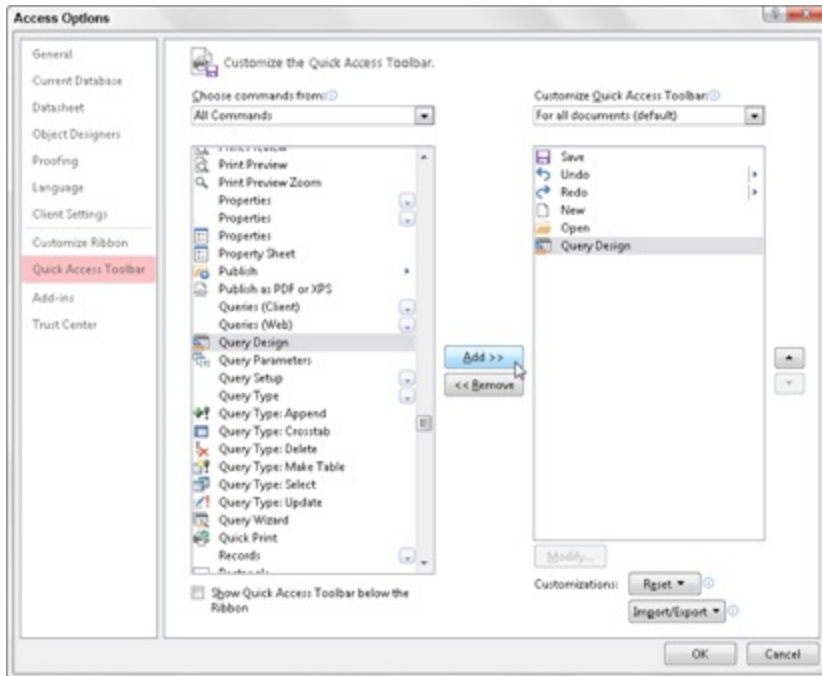 Access Options
General
Current Database
Datasheet
Object Designers
Proofing
Language
Client Settings
Customize Ribbon
Quick Access Toolbar
Add-ins
Trust Center
Customize the Quick Access Toolbar.
Choose commands from:
All Commands
Print Preview
Print Preview
Print Preview Zoom
Properties
Properties
Properties
Property Sheet
Publish
Publish as PDF or XPS
Queries (Client)
Queries (Web)
Query Design
Query Parameters
Query Setup
Query Type
Query Type: Append
Query Type: Crosstab
Query Type: Delete
Query Type: Make Table
Query Type: Select
Query Type: Update
Query Wizard
Quick Print
Records
Show Quick Access Toolbar below the
Ribbon
Add >>
<< Remove
Customize Quick Access Toolbar:
For all documents (default)
Save
Undo
Redo
New
Open
Query Design
Modify...
Customizations:
Reset
Import/Export
OK
Cancel